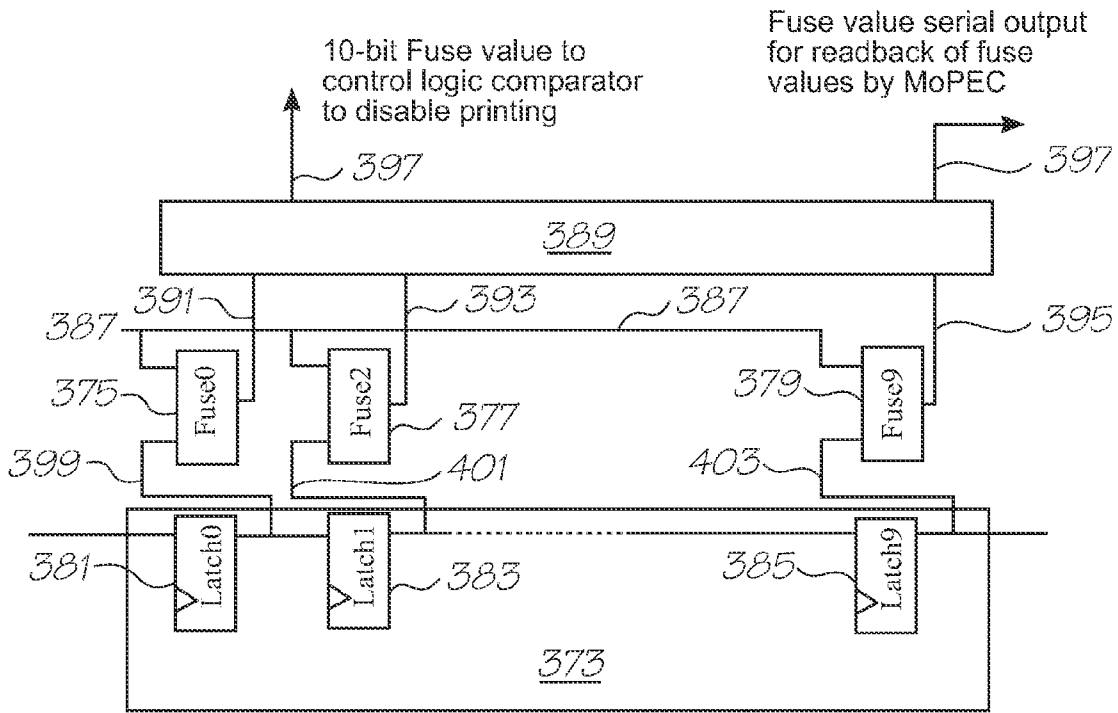 10-bit Fuse value to
control logic comparator
to disable printing
Fuse value serial output
for readback of fuse
values by MoPEC
397
397
389
391
393
387
387
395
375
Fuse0
Fuse2
377
379
Fuse9
399
401
403
381
Latch0
Latch1
383
385
Latch9
373